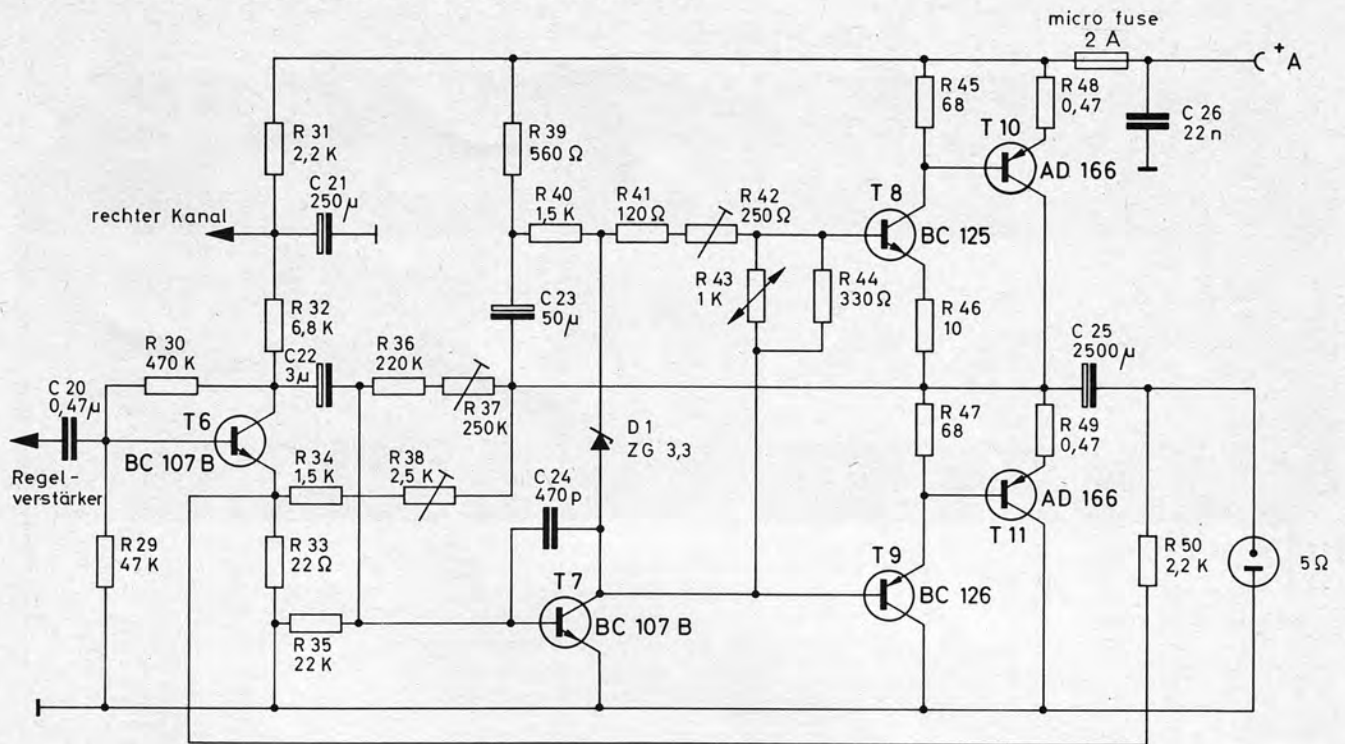 micro fuse
2 A
+A
R 31
2,2 K
R 39
560 Ω
R 45
68
R 48
0,47
C 26
22 n
T 10
AD 166
C 21
250 µ
rechter Kanal
R 40
1,5 K
R 41
120 Ω
R 42
250 Ω
T 8
BC 125
R 43
1 K
R 44
330 Ω
R 32
6,8 K
C 23
50 µ
R 46
10
C 25
2500 µ
R 30
470 K
C 22
3 µ
R 36
220 K
R 37
250 K
C 20
0,47 µ
T 6
BC 107 B
Regel-
verstärker
R 34
1,5 K
R 38
2,5 K
D 1
ZG 3,3
R 47
68
R 49
0,47
AD 166
T 11
C 24
470 p
R 29
47 K
R 33
22 Ω
T 7
BC 107 B
T 9
BC 126
R 50
2,2 K
5 Ω
R 35
22 K